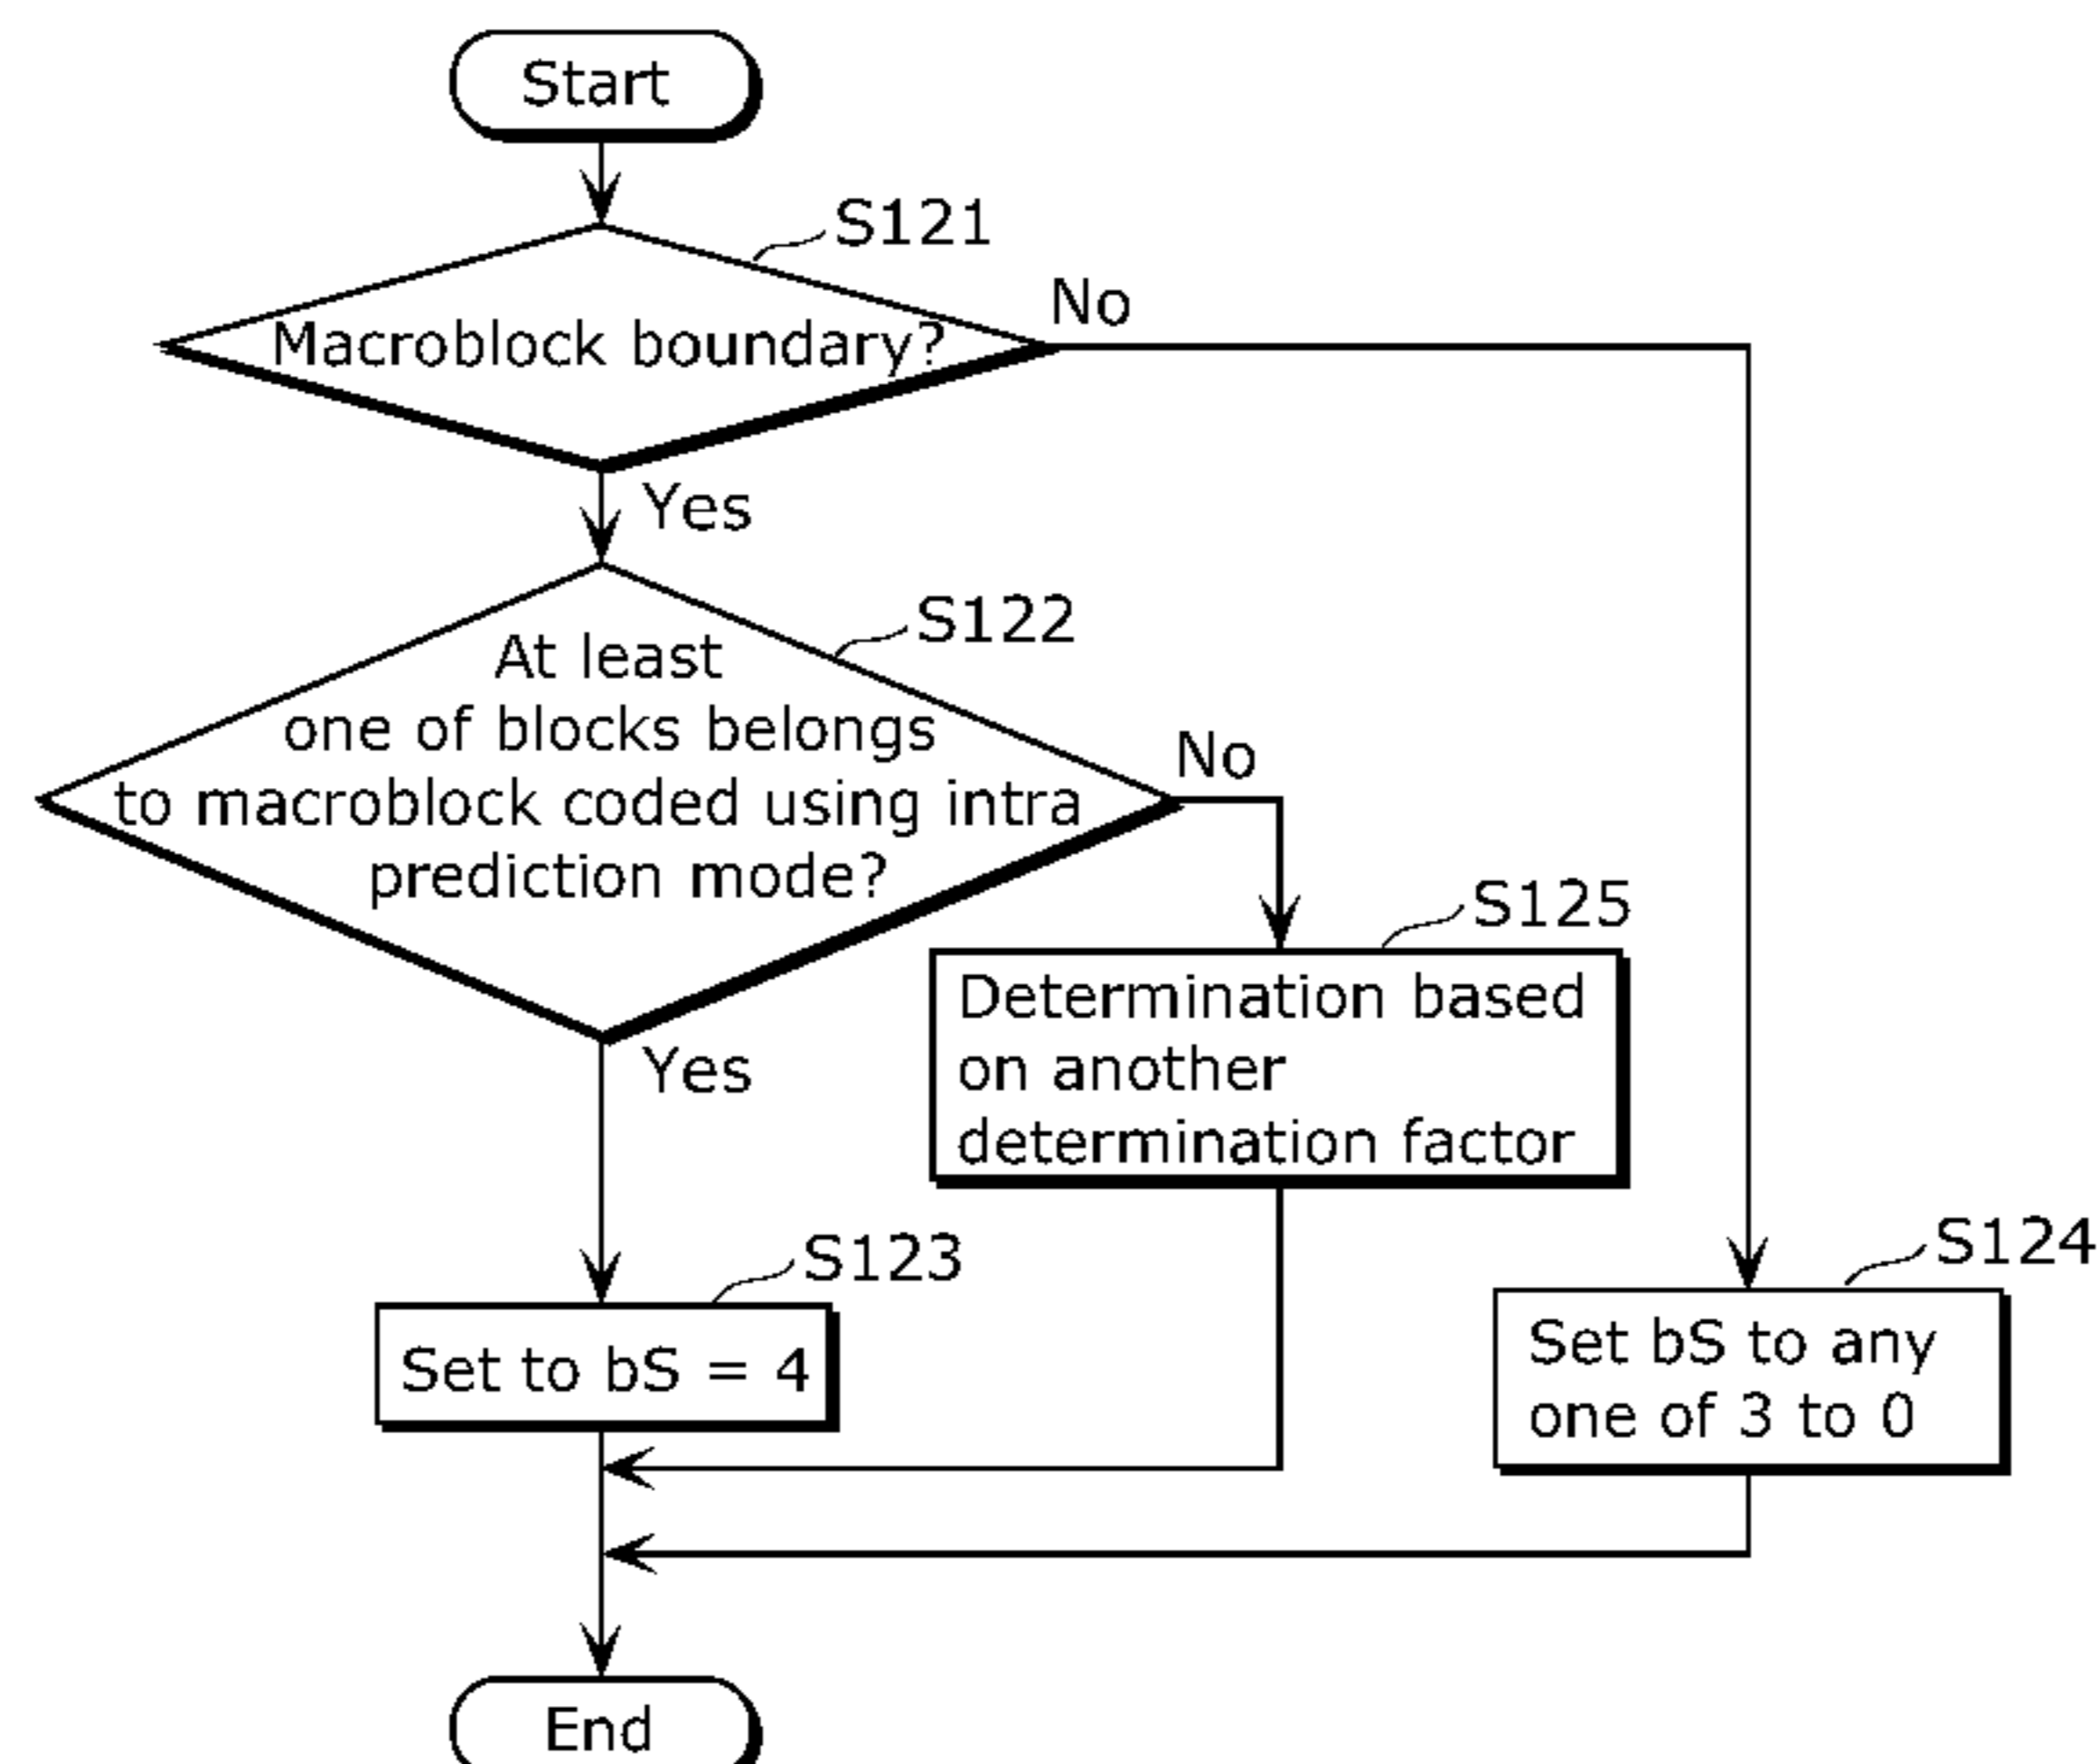 Start
S121
Macroblock boundary?
No
Yes
S122
At least
one of blocks belongs
to macroblock coded using intra
prediction mode?
No
Yes
S125
Determination based
on another
determination factor
S123
Set to bS = 4
S124
Set bS to any
one of 3 to 0
End